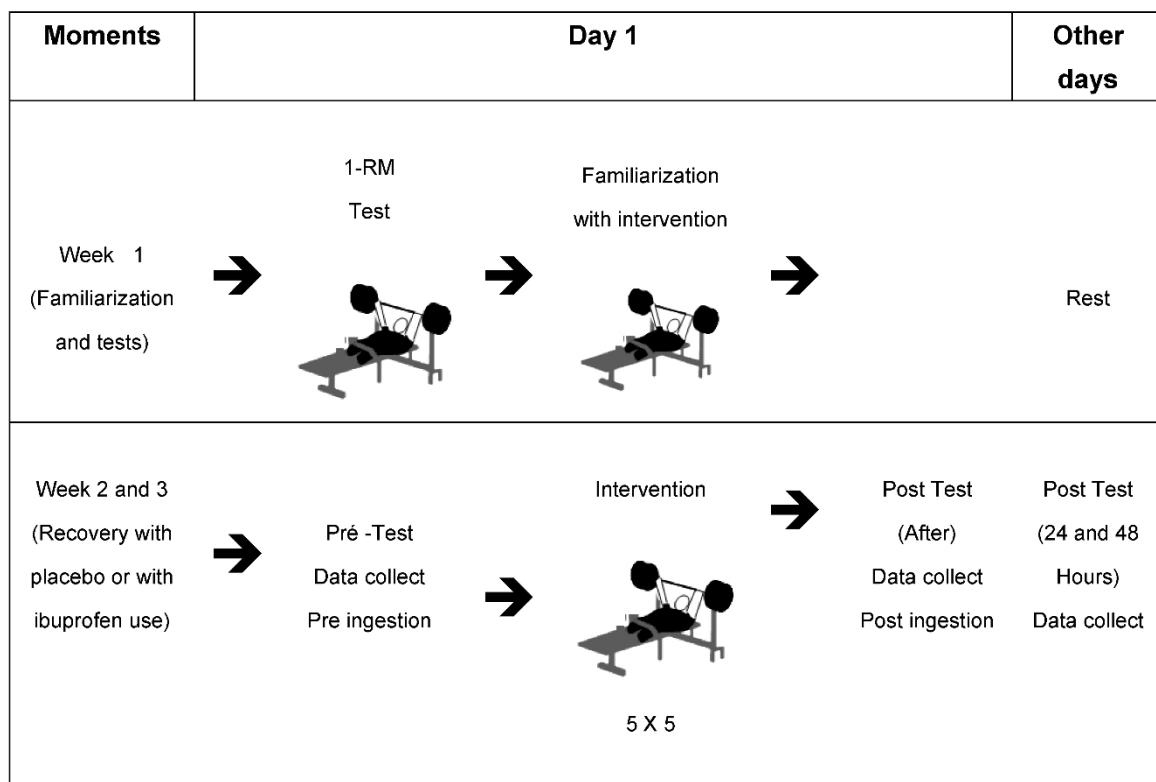 Moments
Day 1
Other
days
Week 1
(Familiarization
and tests)
1-RM
Test
Familiarization
with intervention
Rest
Week 2 and 3
(Recovery with
placebo or with
ibuprofen use)
Pré -Test
Data collect
Pre ingestion
Intervention
5 X 5
Post Test
(After)
Data collect
Post ingestion
Post Test
(24 and 48
Hours)
Data collect